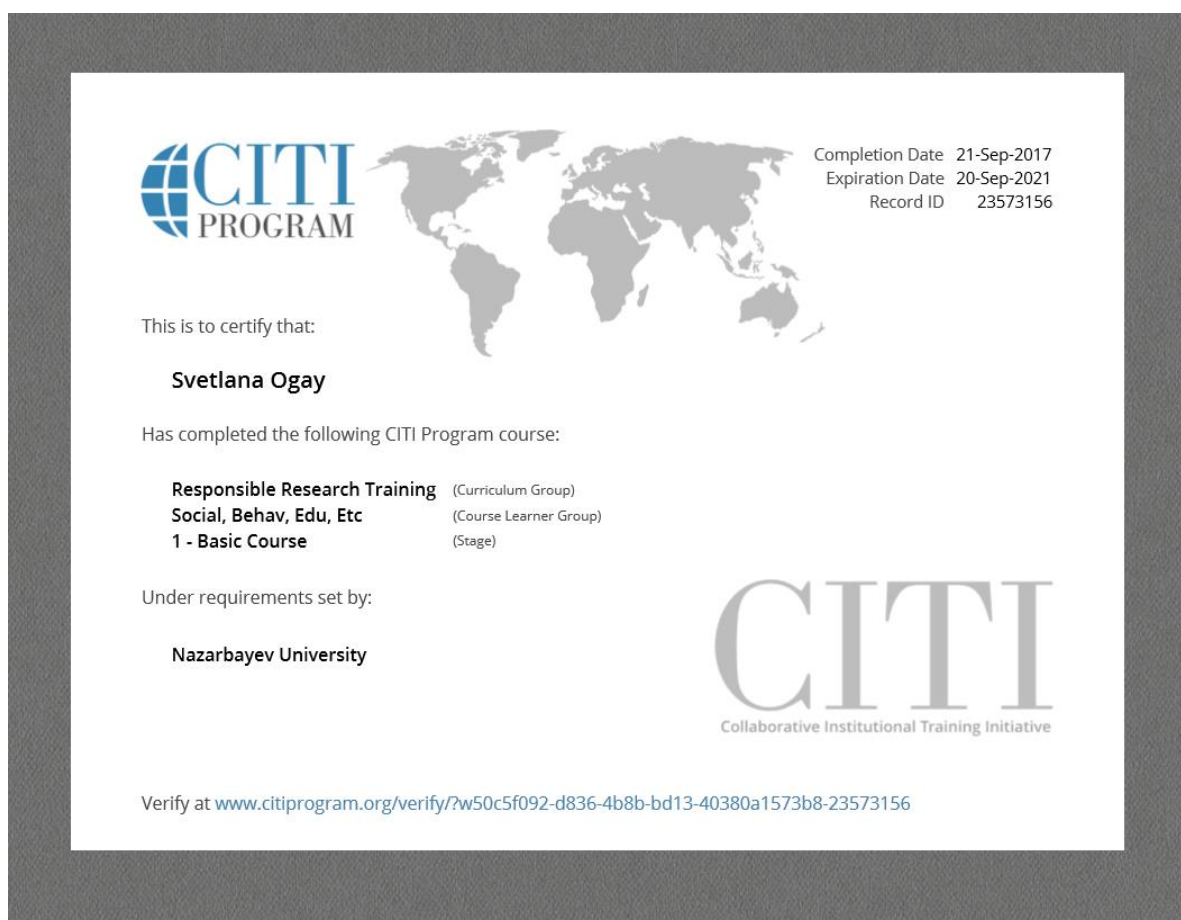 CITI
PROGRAM
Completion Date 21-Sep-2017
Expiration Date 20-Sep-2021
Record ID 23573156
This is to certify that:
Svetlana Ogay
Has completed the following CITI Program course:
Responsible Research Training (Curriculum Group)
Social, Behav, Edu, Etc (Course Learner Group)
1 - Basic Course (Stage)
Under requirements set by:
Nazarbayev University
CITI
Collaborative Institutional Training Initiative
Verify at www.citiprogram.org/verify/?w50c5f092-d836-4b8b-bd13-40380a1573b8-23573156